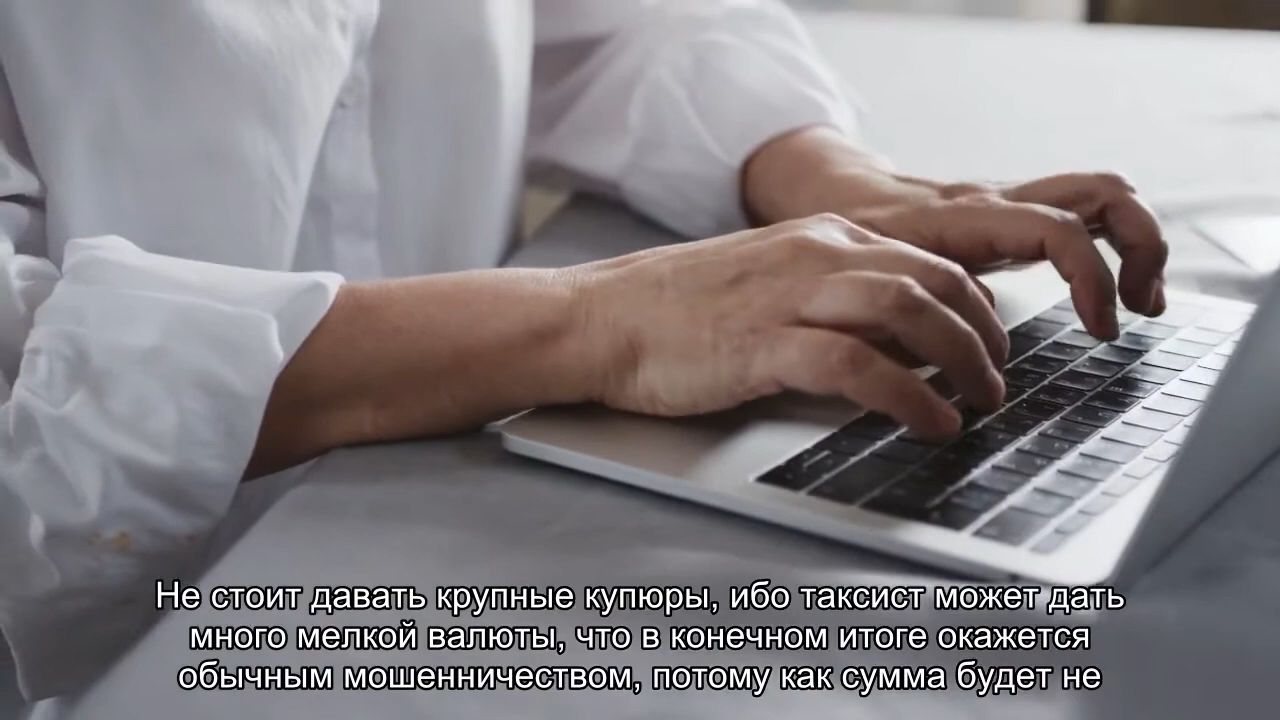 Не стоит давать крупные купюры, ибо таксист может дать
много мелкой валюты, что в конечном итоге окажется
обычным мошенничеством, потому как сумма будет не